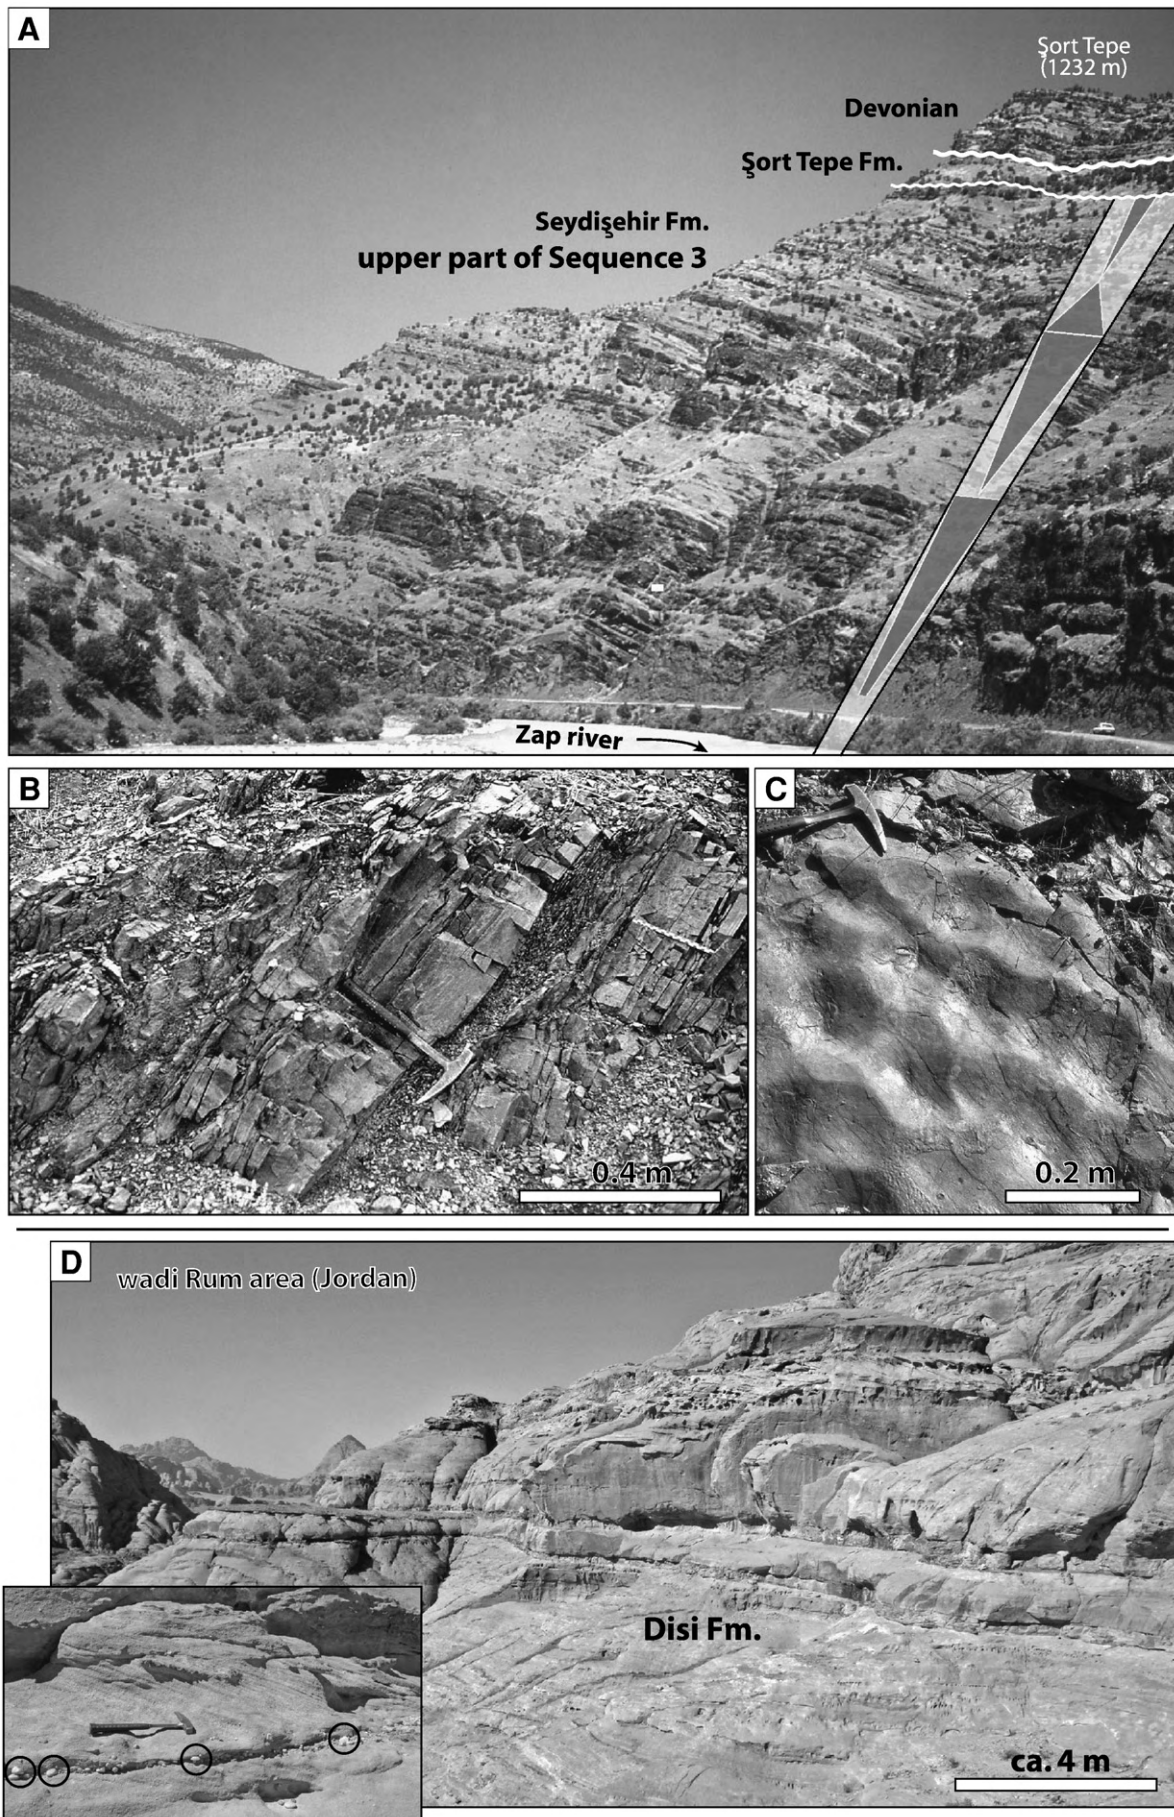 A
Şort Tepe
(1232 m)
Devonian
Şort Tepe Fm.
Seydişehir Fm.
upper part of Sequence 3
Zap river
B
0.4 m
C
0.2 m
D
wadi Rum area (Jordan)
Disi Fm.
ca. 4 m